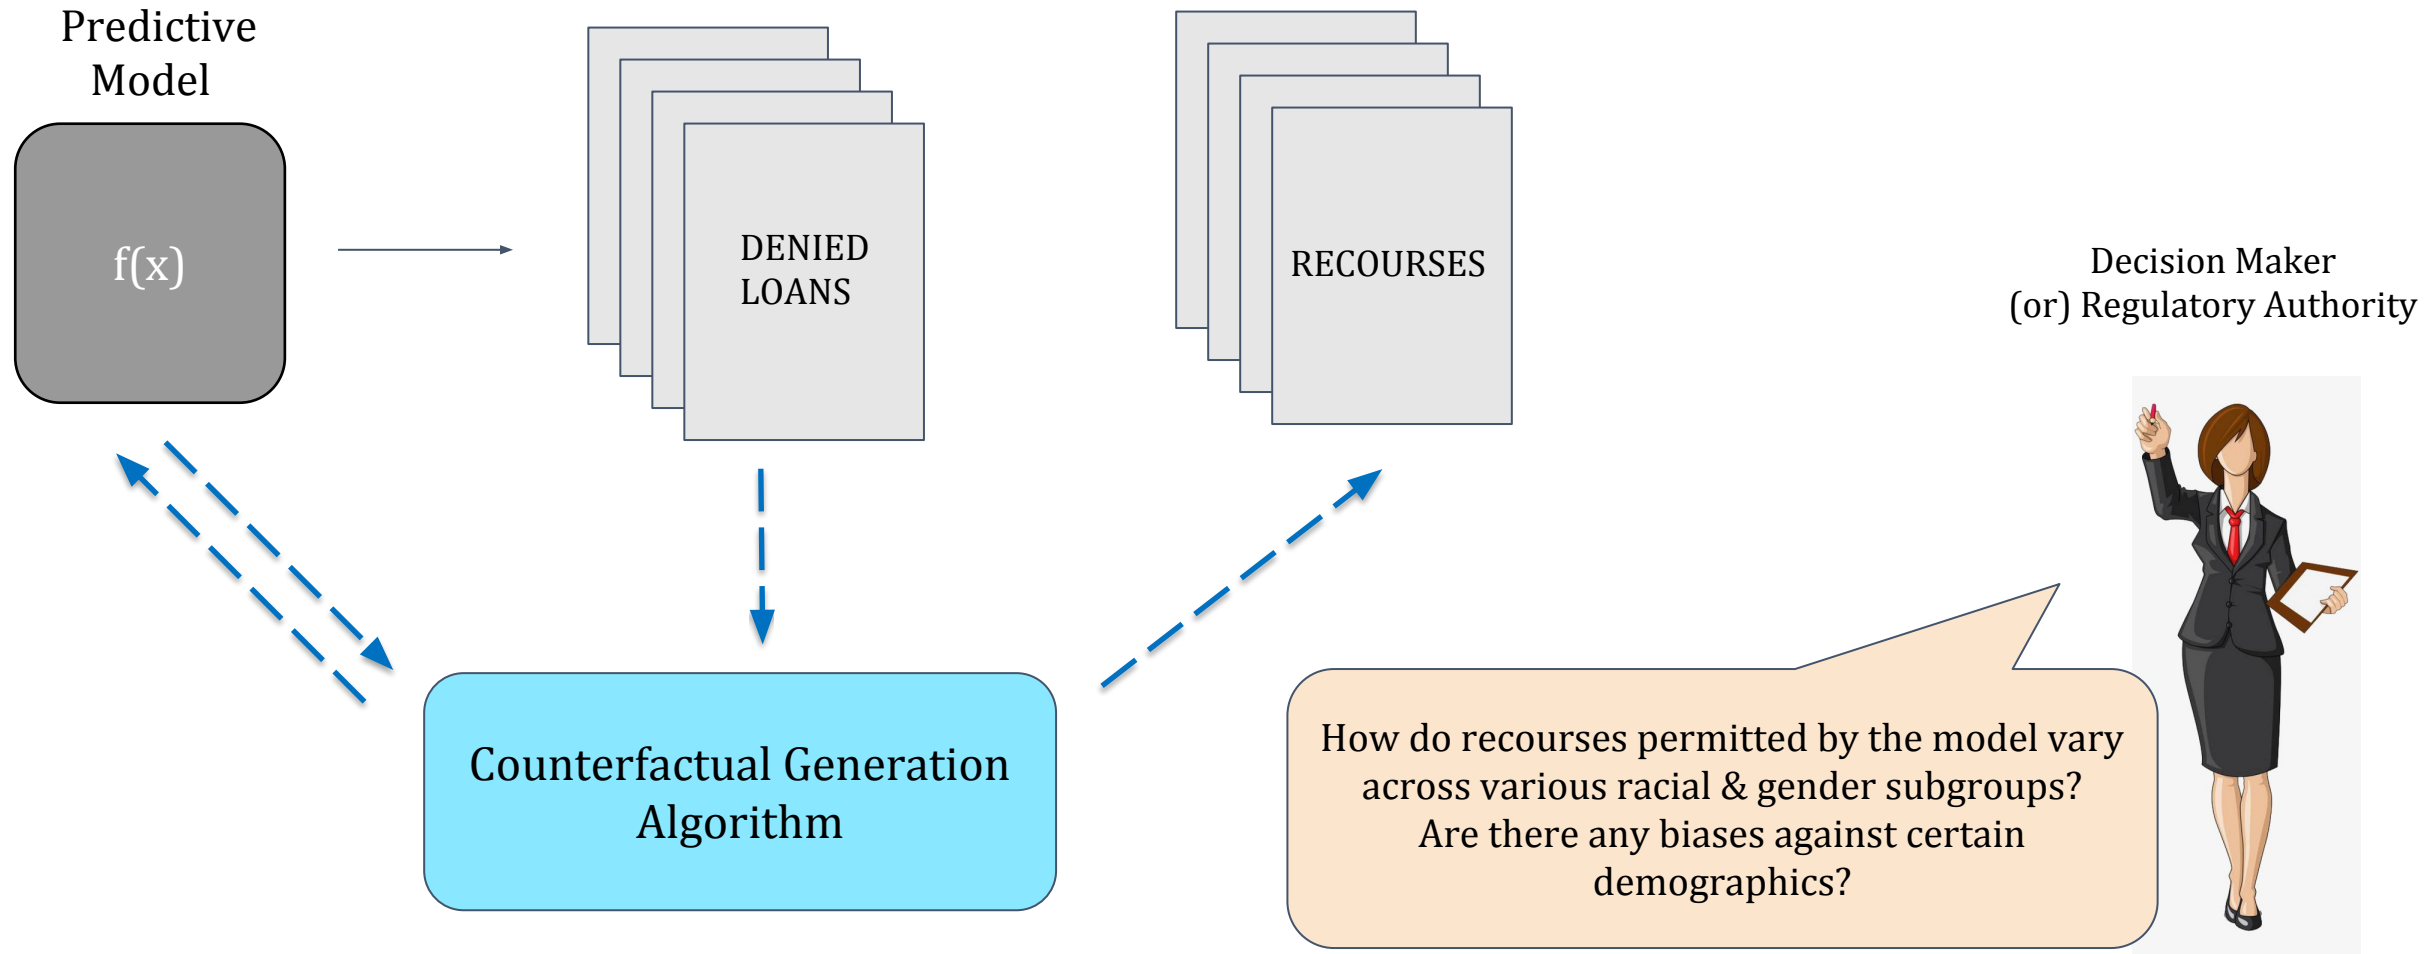 Predictive
Model
f(x)
DENIED
LOANS
RECOURSES
Decision Maker
(or) Regulatory Authority
Counterfactual Generation
Algorithm
How do recourses permitted by the model vary
across various racial & gender subgroups?
Are there any biases against certain
demographics?